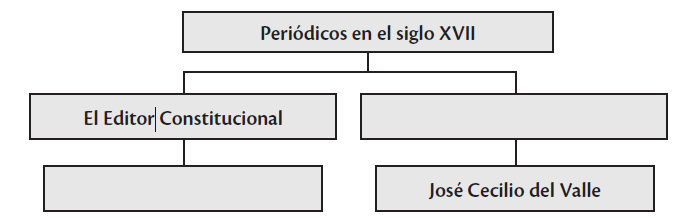 Periódicos en el siglo XVII
El Editor Constitucional
José Cecilio del Valle